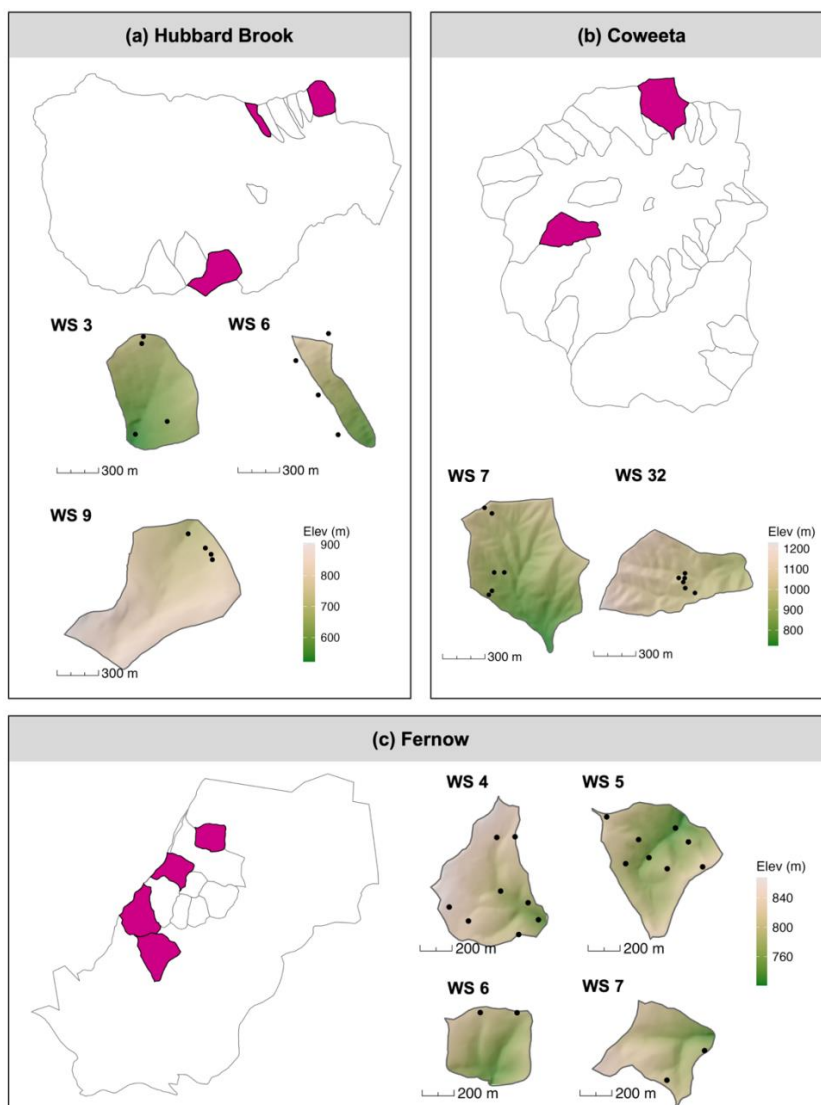 (a) Hubbard Brook
WS 3
WS 6
300 m
300 m
WS 9
Elev (m)
900
800
700
600
300 m
(b) Coweeta
WS 7
WS 32
Elev (m)
1200
1100
1000
900
800
300 m
300 m
(c) Fernow
WS 4
WS 5
Elev (m)
840
800
760
200 m
200 m
WS 6
WS 7
200 m
200 m